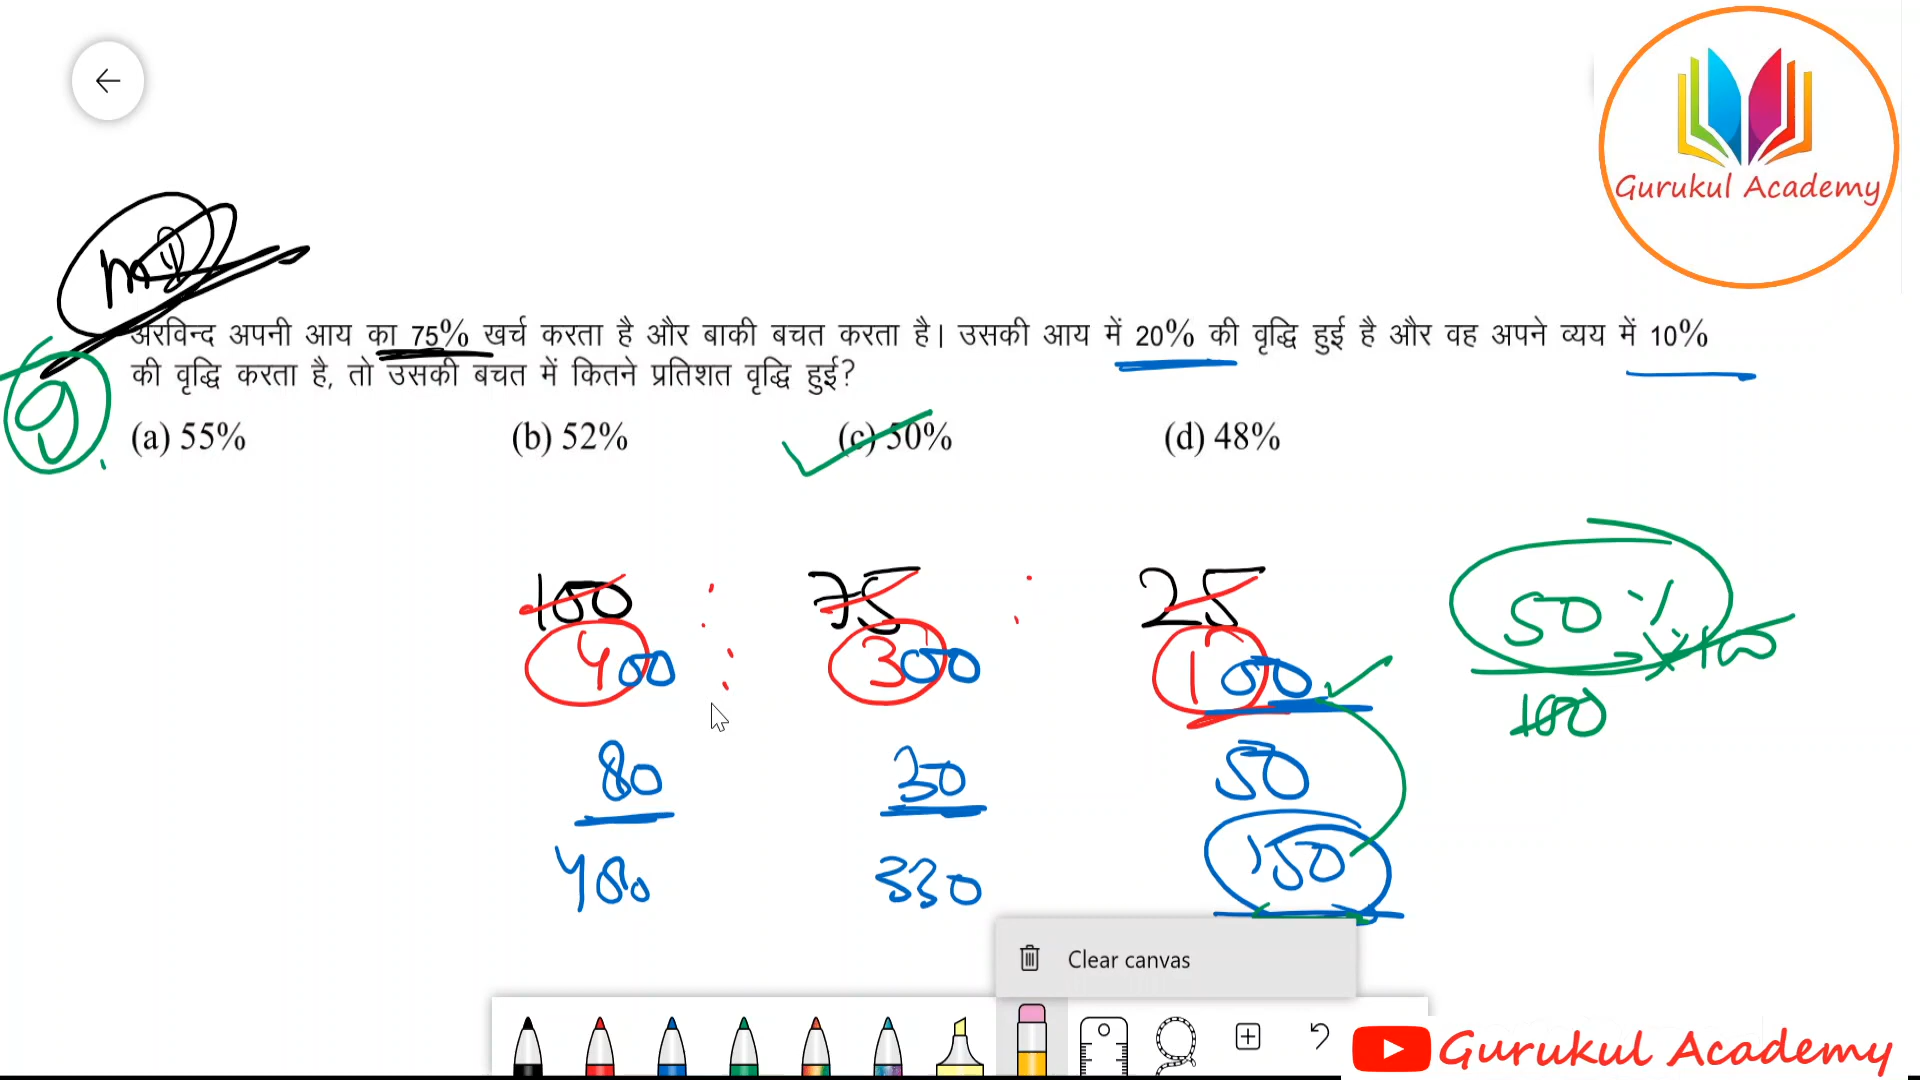 Gurukul Academy
अरविन्द अपनी आय का 75% खर्च करता है और बाकी बचत करता है। उसकी आय में 20% की वृद्धि हुई है और वह अपने व्यय में 10%
की वृद्धि करता है, तो उसकी बचत में कितने प्रतिशत वृद्धि हुई?
(a) 55% (b) 52% (c) 50% (d) 48%
100 : 75 : 25
400 : 300 100
50%
×100
100
80 30 50
480 330 150
Clear canvas
Gurukul Academy